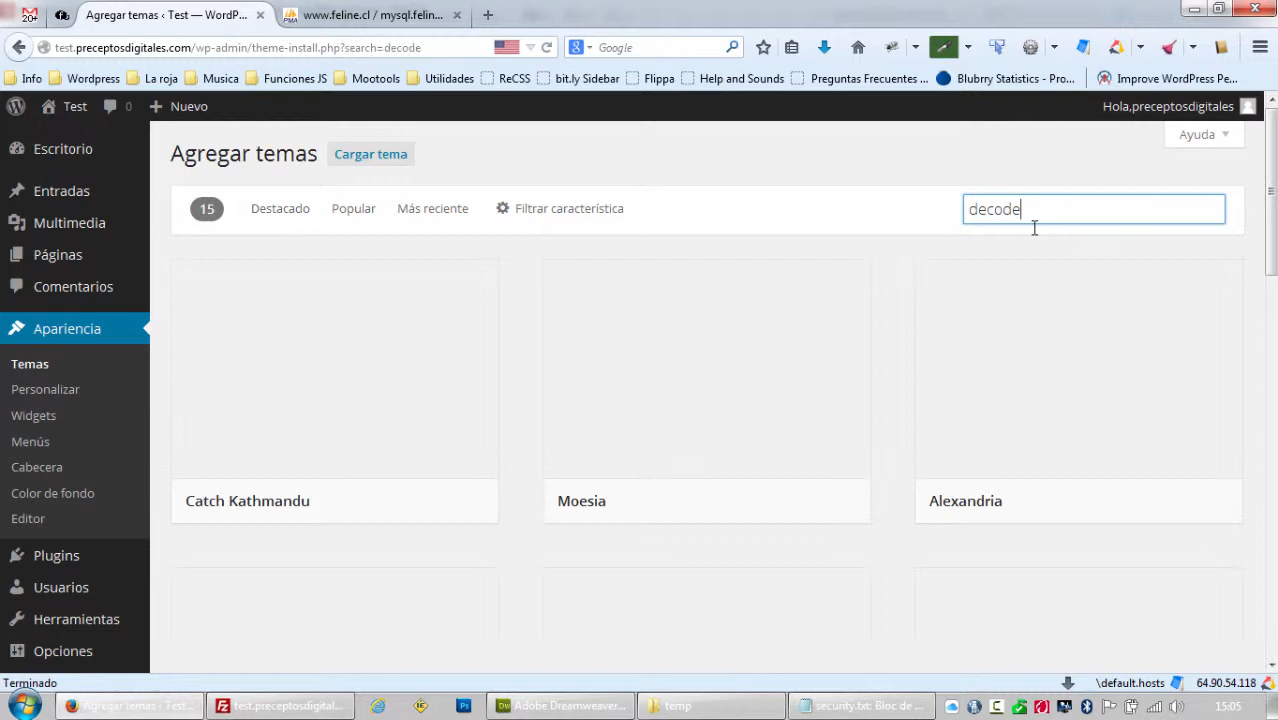 20+
Agregar temas ‹ Test — WordP...
www.feline.cl / mysql.felin...
test.preceptosdigitales.com/wp-admin/theme-install.php?search=decode
Google
Info
Wordpress
La roja
Musica
Funciones JS
Mootools
Utilidades
ReCSS
bit.ly Sidebar
Flippa
Help and Sounds
Preguntas Frecuentes ...
Blubrry Statistics - Pro...
Improve WordPress Pe...
Test
0
Nuevo
Hola,preceptosdigitales
Escritorio
Entradas
Multimedia
Páginas
Comentarios
Apariencia
Temas
Personalizar
Widgets
Menús
Cabecera
Color de fondo
Editor
Plugins
Usuarios
Herramientas
Opciones
Ayuda
Agregar temas
Cargar tema
15
Destacado
Popular
Más reciente
Filtrar característica
decode
Catch Kathmandu
Moesia
Alexandria
Terminado
\default.hosts
64.90.54.118
Agregar temas ‹ Test...
test.preceptosdigital...
Adobe Dreamweaver...
temp
security.txt: Bloc de ...
15:05